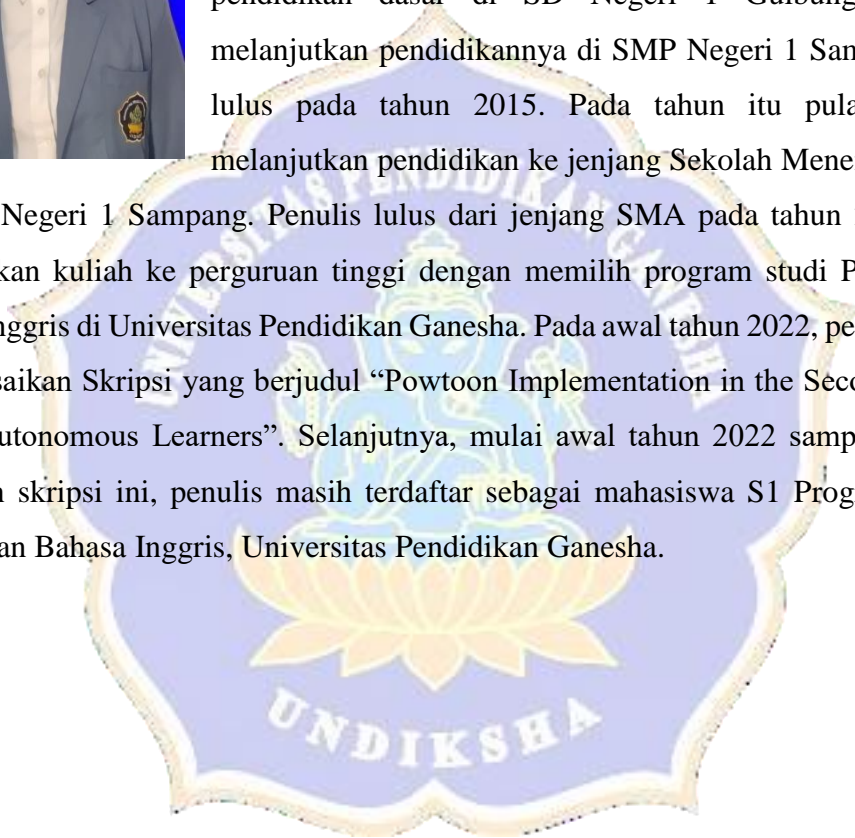 pendidikan dasar di SD Negeri 1
melanjutkan pendidikannya di SMP Negeri 1 Sam
lulus pada tahun 2015. Pada tahun itu pula
melanjutkan pendidikan ke jenjang Sekolah Mene
Negeri 1 Sampang. Penulis lulus dari jenjang SMA pada tahun
kan kuliah ke perguruan tinggi dengan memilih program studi P
nggris di Universitas Pendidikan Ganesha. Pada awal tahun 2022, pe
saikan Skripsi yang berjudul “Powtoon Implementation in the Seco
utonomous Learners”. Selanjutnya, mulai awal tahun 2022 samp
n skripsi ini, penulis masih terdaftar sebagai mahasiswa S1 Prog
an Bahasa Inggris, Universitas Pendidikan Ganesha.
UNIVERSITAS PENDIDIKAN GANESHA
UNDIKSHA